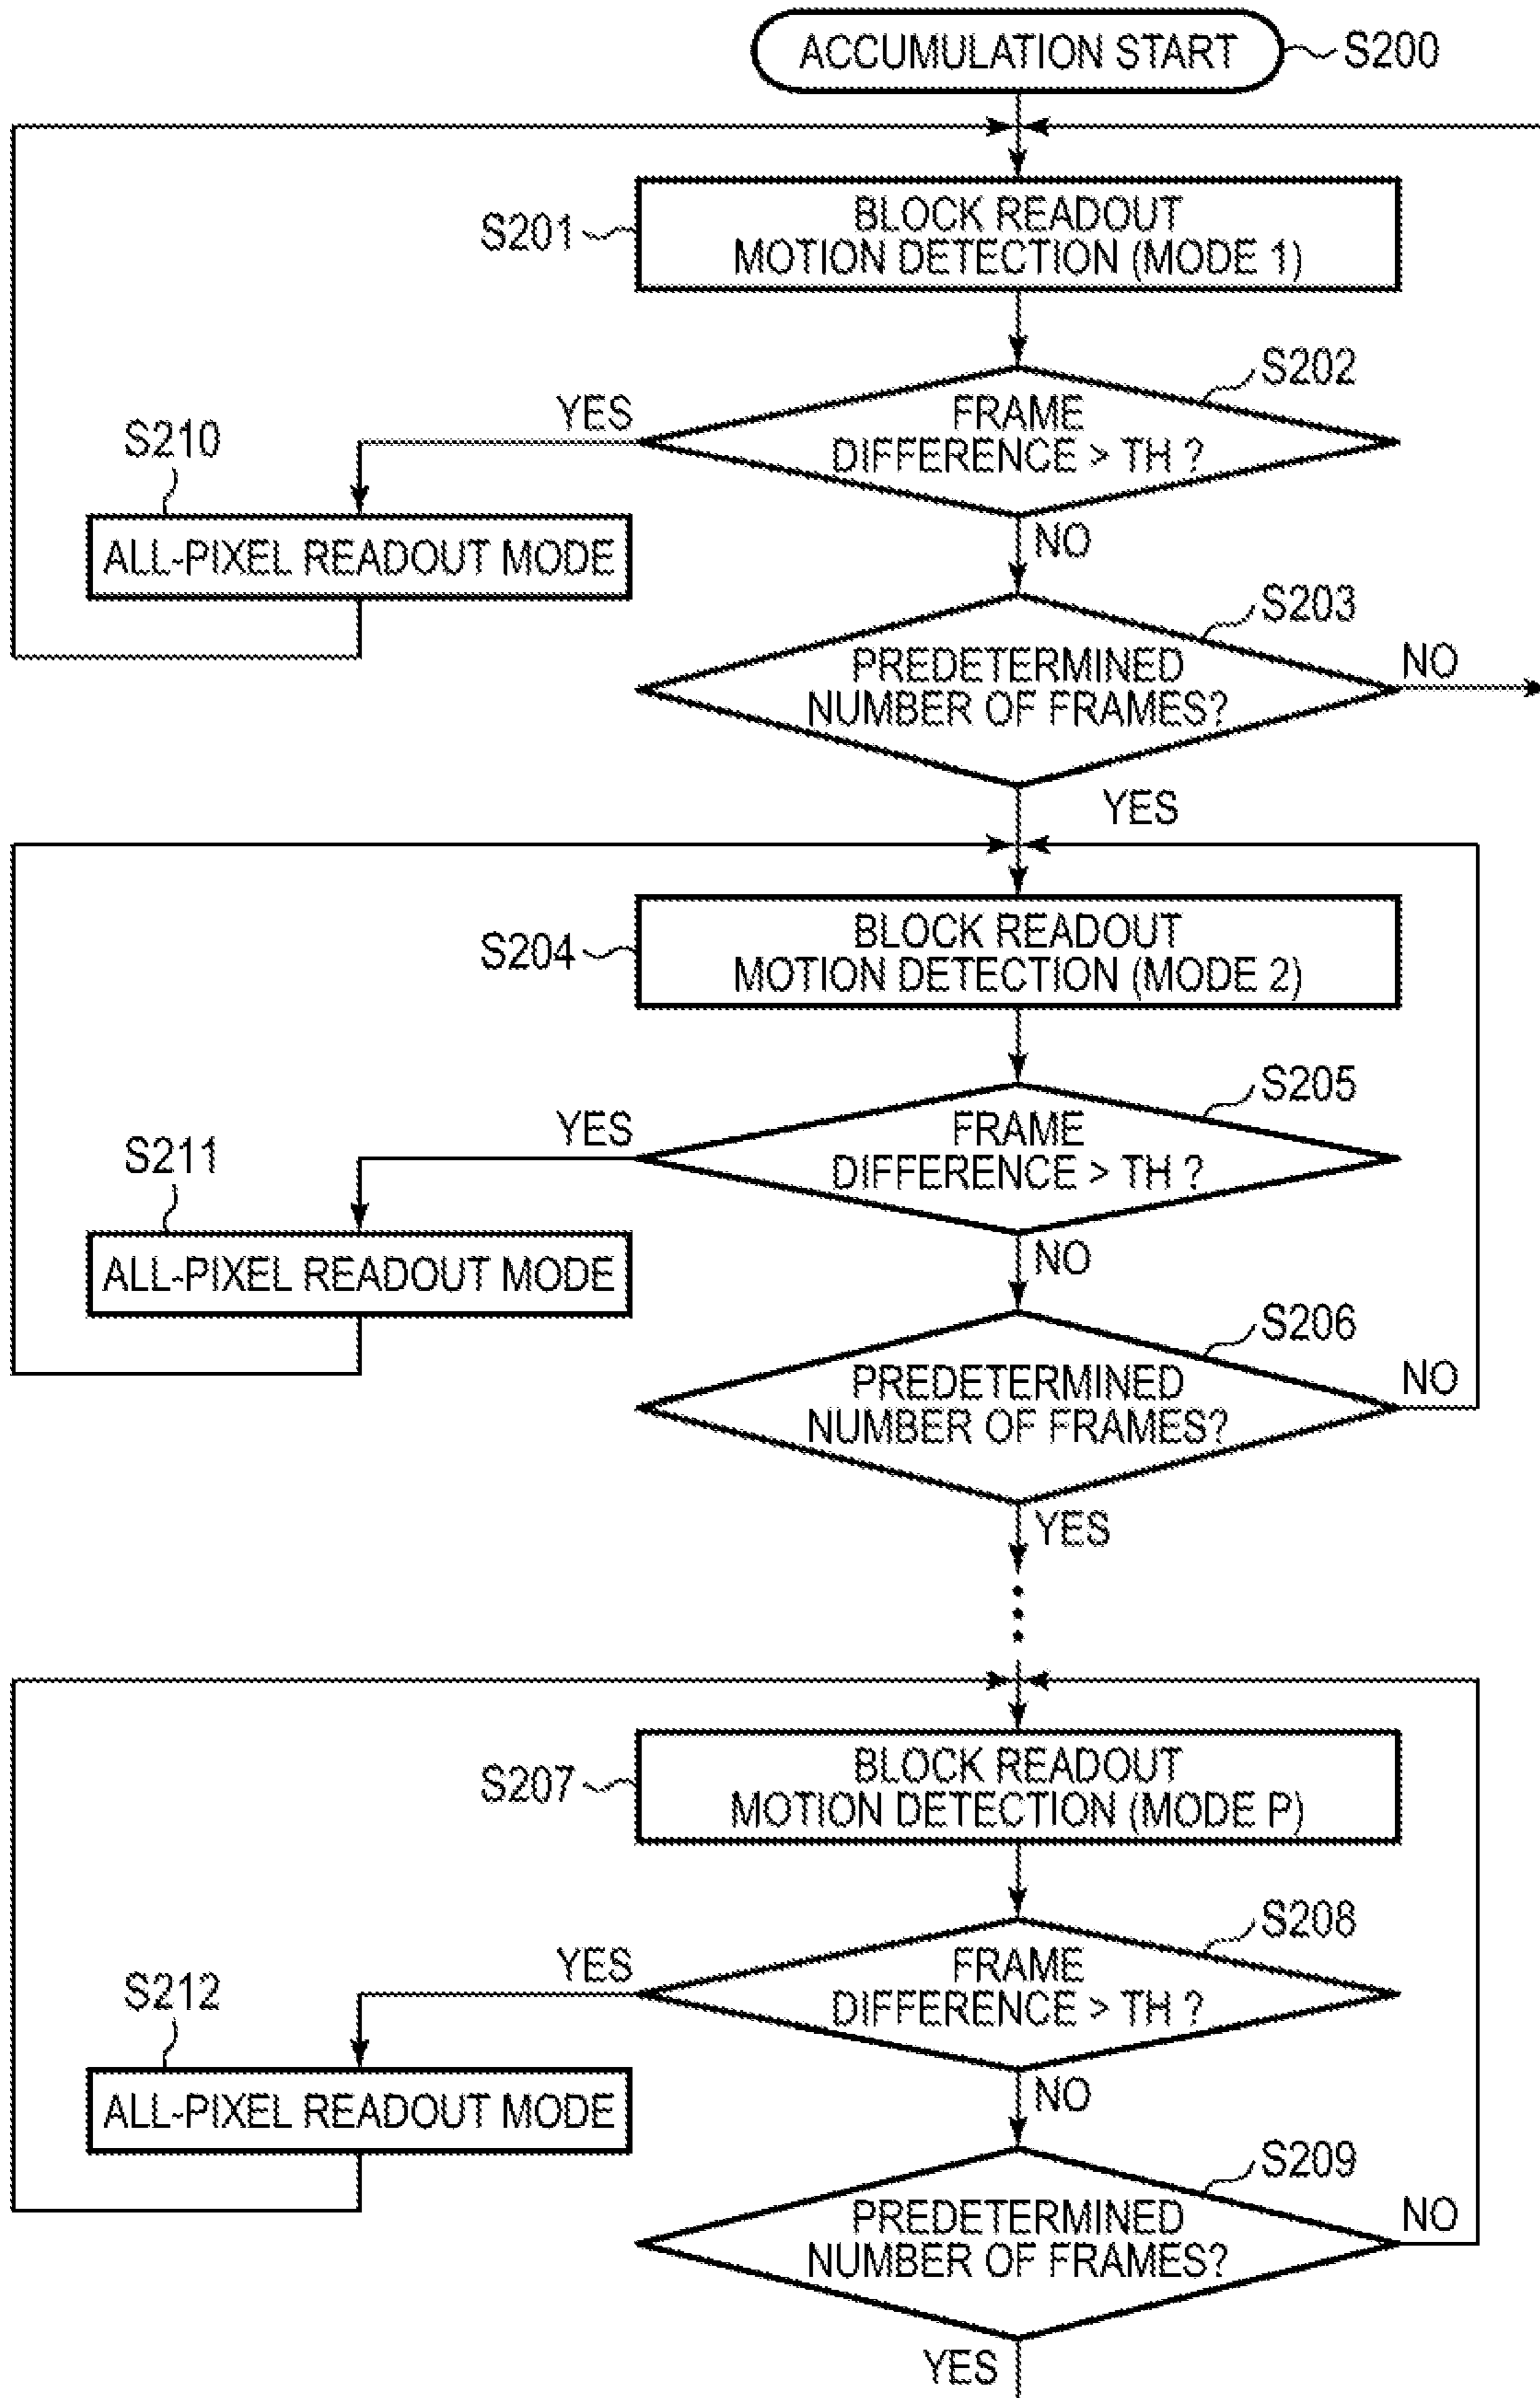 ACCUMULATION START
S200
S201
BLOCK READOUT
MOTION DETECTION (MODE 1)
S202
YES
FRAME
DIFFERENCE > TH ?
S210
ALL-PIXEL READOUT MODE
NO
S203
PREDETERMINED
NUMBER OF FRAMES?
NO
YES
S204
BLOCK READOUT
MOTION DETECTION (MODE 2)
S205
YES
FRAME
DIFFERENCE > TH ?
S211
ALL-PIXEL READOUT MODE
NO
S206
PREDETERMINED
NUMBER OF FRAMES?
NO
YES
S207
BLOCK READOUT
MOTION DETECTION (MODE P)
S208
YES
FRAME
DIFFERENCE > TH ?
S212
ALL-PIXEL READOUT MODE
NO
S209
PREDETERMINED
NUMBER OF FRAMES?
NO
YES